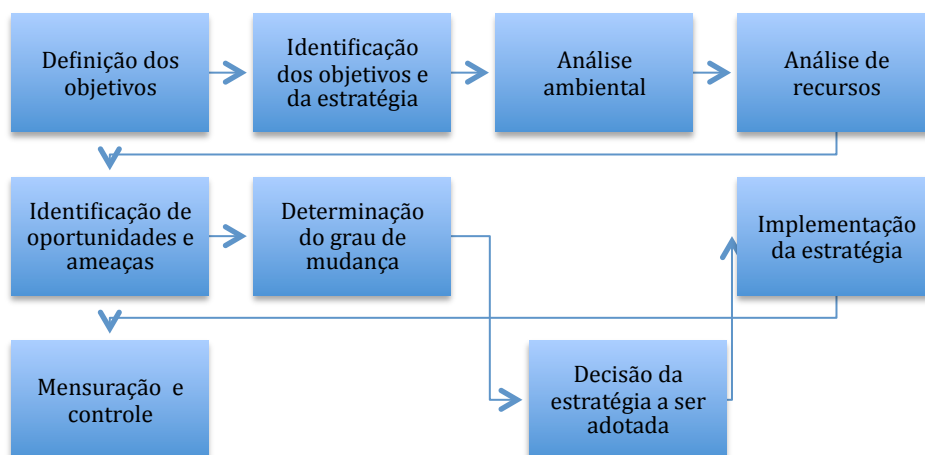 Definição dos
objetivos
Identificação
dos objetivos e
da estratégia
Análise
ambiental
Análise de
recursos
Identificação de
oportunidades e
ameaças
Determinação
do grau de
mudança
Implementação
da estratégia
Mensuração e
controle
Decisão da
estratégia a ser
adotada